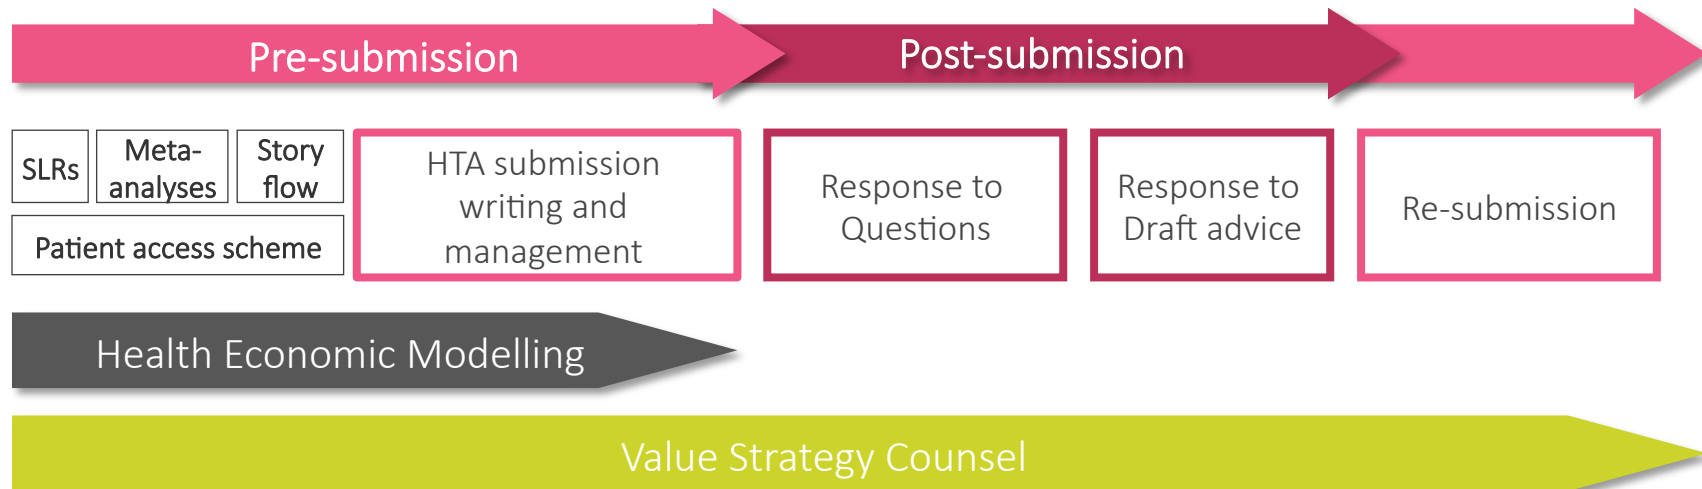 Pre-submission
Post-submission
SLRs
Meta-
analyses
Story
flow
Patient access scheme
HTA submission
writing and
management
Response to
Questions
Response to
Draft advice
Re-submission
Health Economic Modelling
Value Strategy Counsel